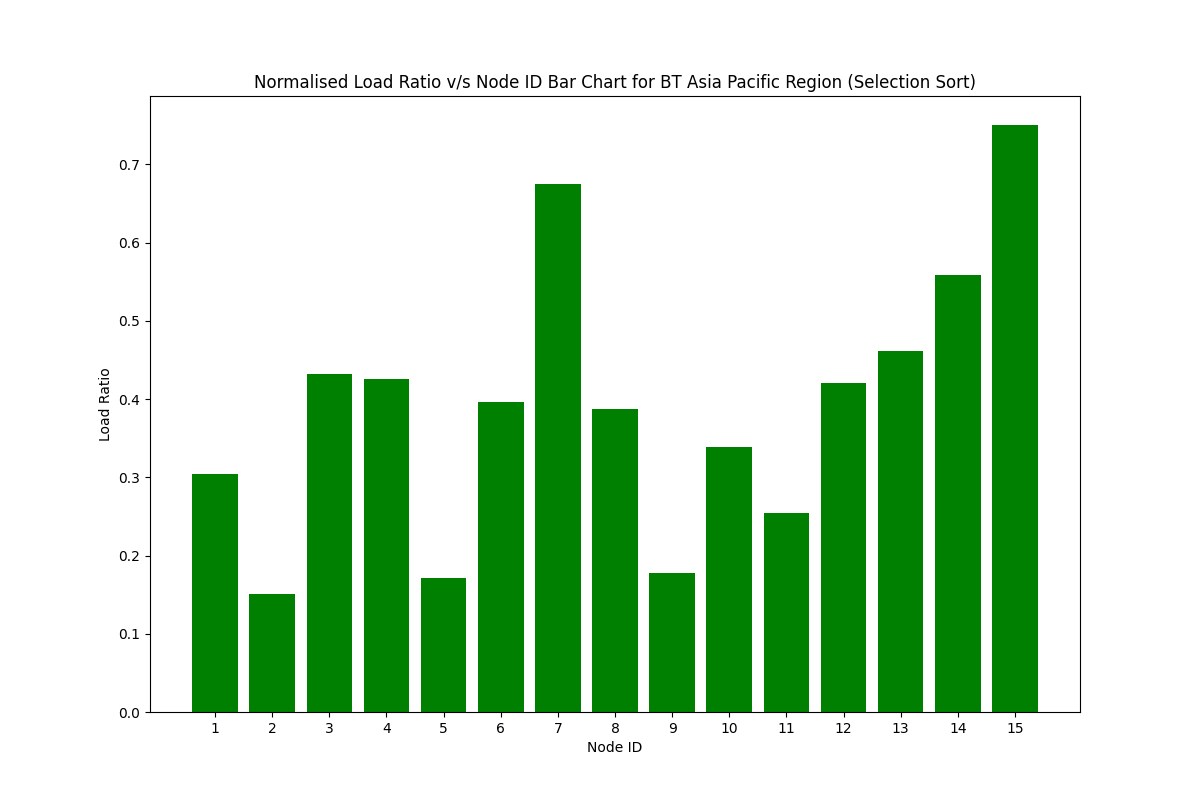 Normalised Load Ratio v/s Node ID Bar Chart for BT Asia Pacific Region (Selection Sort)
0.7
0.6
0.5
0.4
0.3
0.2
0.1
0.0
Load Ratio
1 2 3 4 5 6 7 8 9 10 11 12 13 14 15
Node ID